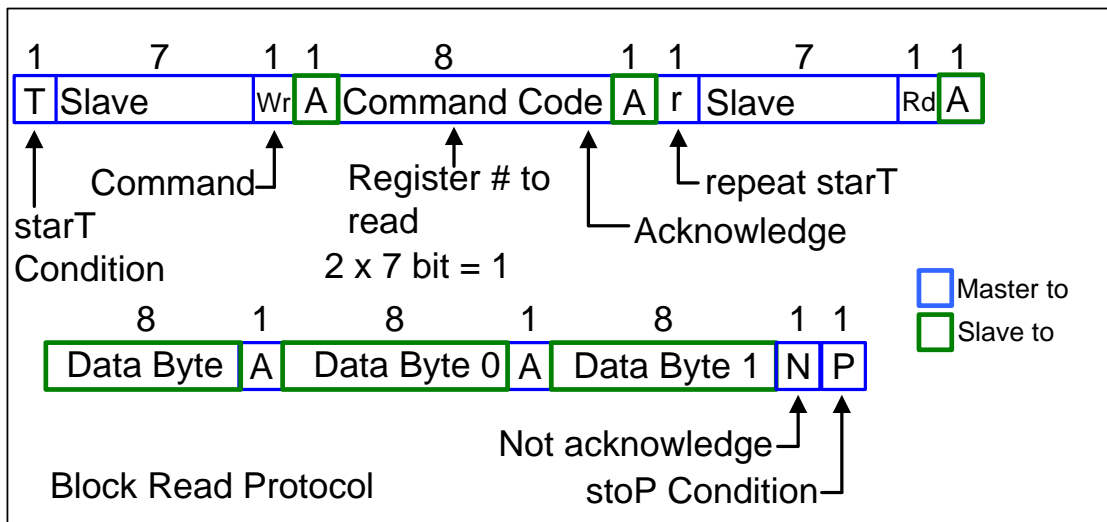 1 7 1 1 8 1 1 7 1 1
T Slave Wr A Command Code A r Slave Rd A
Command
Register # to
read
2 x 7 bit = 1
repeat starT
Acknowledge
starT
Condition
Master to
Slave to
8 1 8 1 8 1 1
Data Byte A Data Byte 0 A Data Byte 1 N P
Not acknowledge
stoP Condition
Block Read Protocol